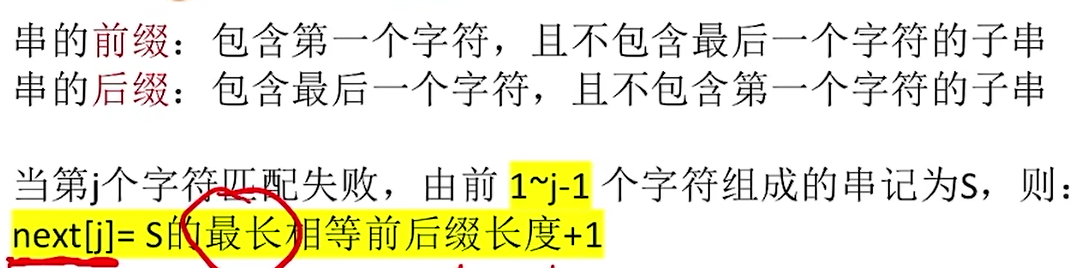 串的前缀：包含第一个字符，且不包含最后一个字符的子串
串的后缀：包含最后一个字符，且不包含第一个字符的子串
当第j个字符匹配失败，由前 1~j-1 个字符组成的串记为S，则：
next[j]= S的最长相等前后缀长度+1